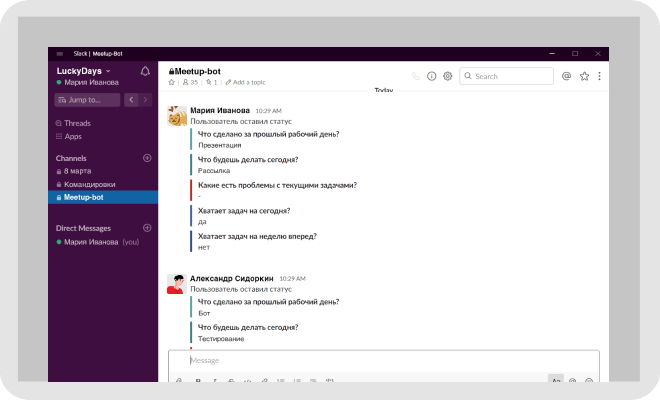 Slack | Meetup-Bot
LuckyDays
Мария Иванова
Jump to...
Threads
Apps
Channels
8 марта
Командировки
Meetup-bot
Direct Messages
Мария Иванова (you)
Meetup-bot
35 | 1 | Add a topic
Search
Today
Мария Иванова 10:29 AM
Пользователь оставил статус
Что сделано за прошлый рабочий день?
Презентация
Что будешь делать сегодня?
Рассылка
Какие есть проблемы с текущими задачами?
-
Хватает задач на сегодня?
да
Хватает задач на неделю вперед?
нет
Александр Сидоркин 10:29 AM
Пользователь оставил статус
Что сделано за прошлый рабочий день?
Бот
Что будешь делать сегодня?
Тестирование
Message
Aa